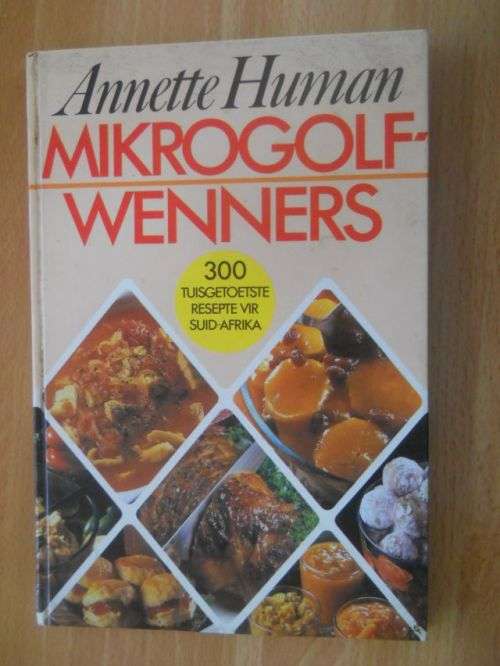 Annette Human
MIKROGOLF-
WENNERS
300
TUISGETOETSTE
RESEPTE VIR
SUID-AFRIKA